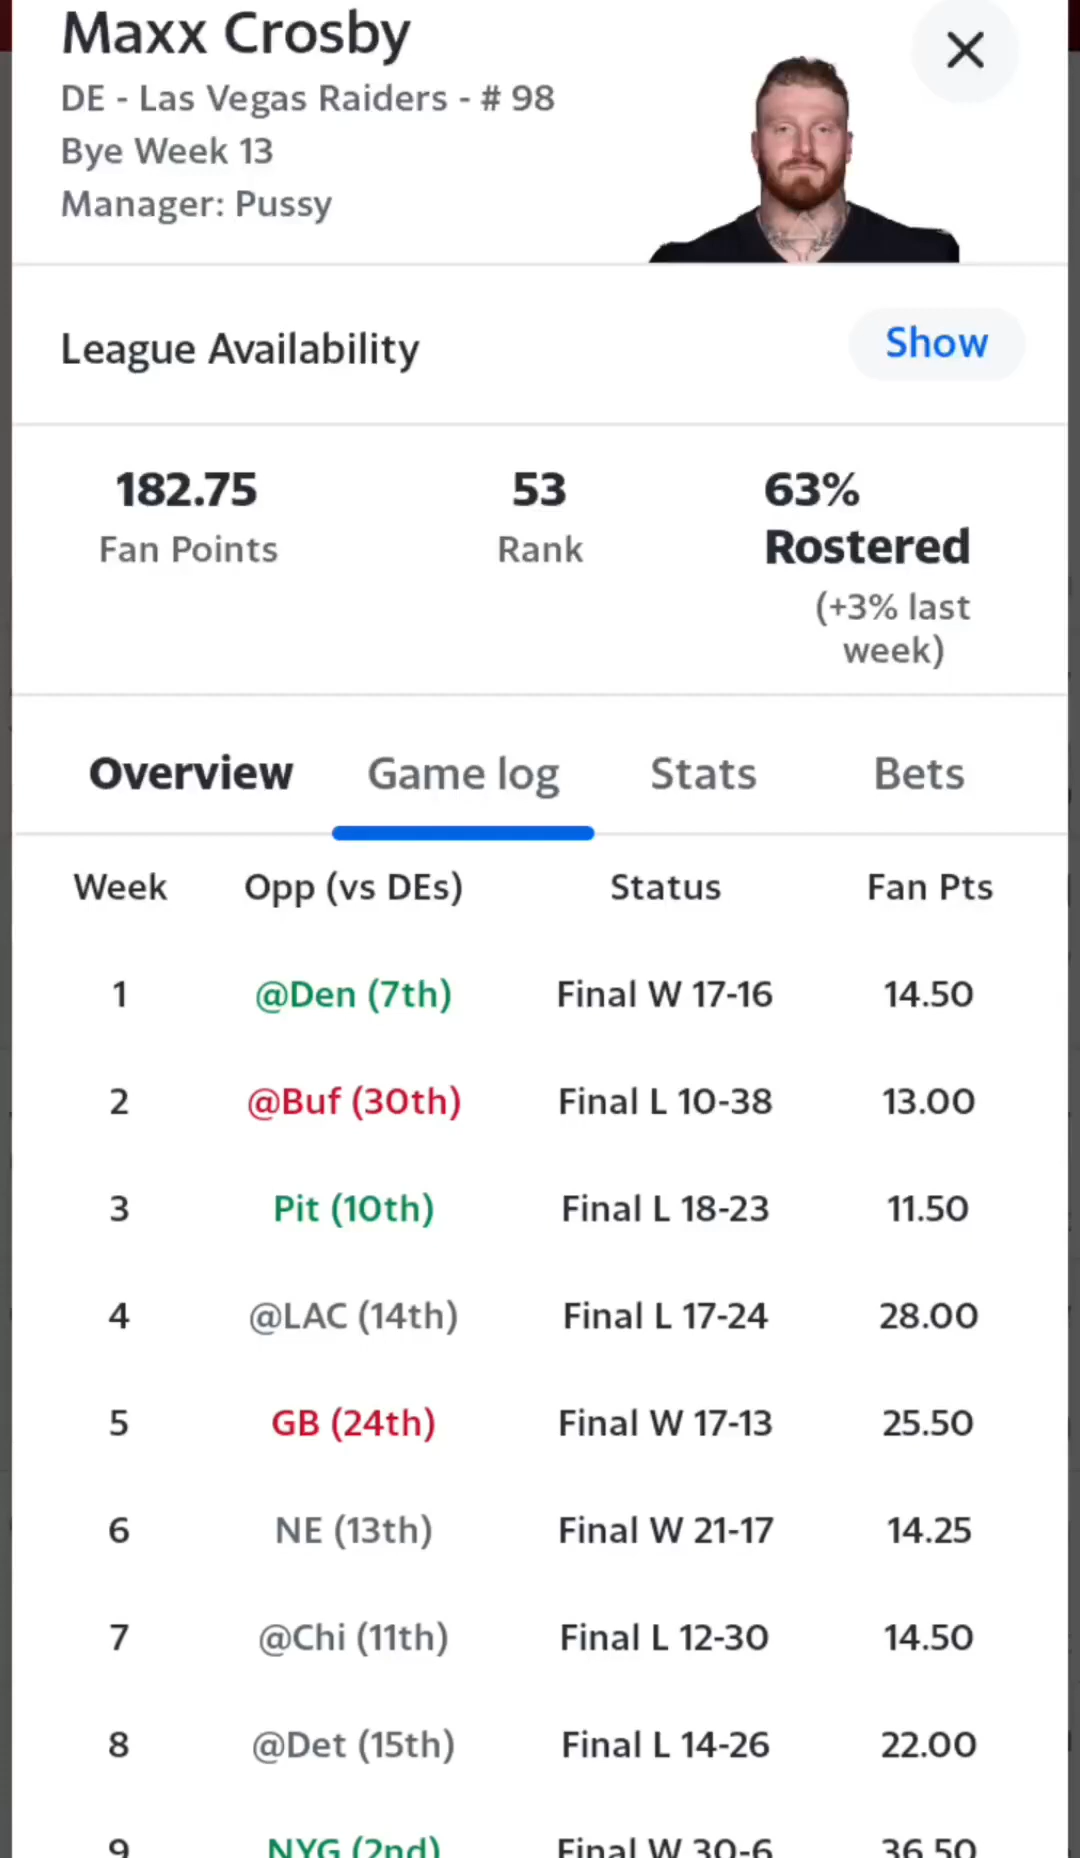 Maxx Crosby
DE - Las Vegas Raiders - # 98
Bye Week 13
Manager: Pussy
League Availability Show
182.75 53 63%
Fan Points Rank Rostered
(+3% last
week)
Overview Game log Stats Bets
Week Opp (vs DEs) Status Fan Pts
1 @Den (7th) Final W 17-16 14.50
2 @Buf (30th) Final L 10-38 13.00
3 Pit (10th) Final L 18-23 11.50
4 @LAC (14th) Final L 17-24 28.00
5 GB (24th) Final W 17-13 25.50
6 NE (13th) Final W 21-17 14.25
7 @Chi (11th) Final L 12-30 14.50
8 @Det (15th) Final L 14-26 22.00
9 NYG (2nd) Final W 30-6 36.50